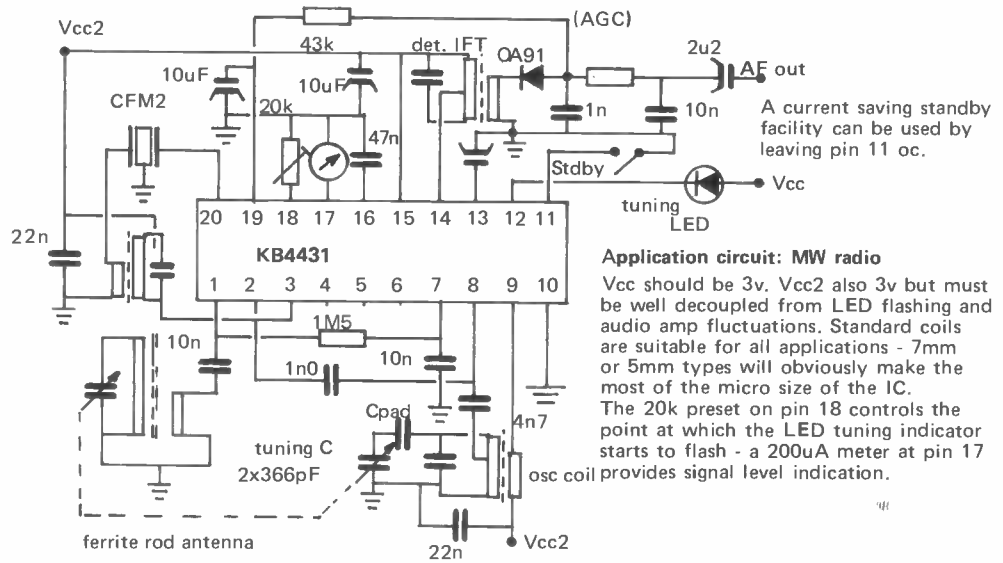 (AGC)
Vcc2
43k
det. IFT
OA91
2u2
10uF
10uF
AF out
CFM2
20k
1n
10n
47n
A current saving standby
facility can be used by
leaving pin 11 oc.
Stdby
Vcc
tuning
LED
20 19 18 17 16 15 14 13 12 11
22n
KB4431
1 2 3 4 5 6 7 8 9 10
Application circuit: MW radio
Vcc should be 3v. Vcc2 also 3v but must
be well decoupled from LED flashing and
audio amp fluctuations. Standard coils
are suitable for all applications - 7mm
or 5mm types will obviously make the
most of the micro size of the IC.
The 20k preset on pin 18 controls the
point at which the LED tuning indicator
starts to flash - a 200uA meter at pin 17
provides signal level indication.
1M5
10n
10n
1n0
Cpad
4n7
tuning C
2x366pF
osc coil
22n
Vcc2
ferrite rod antenna